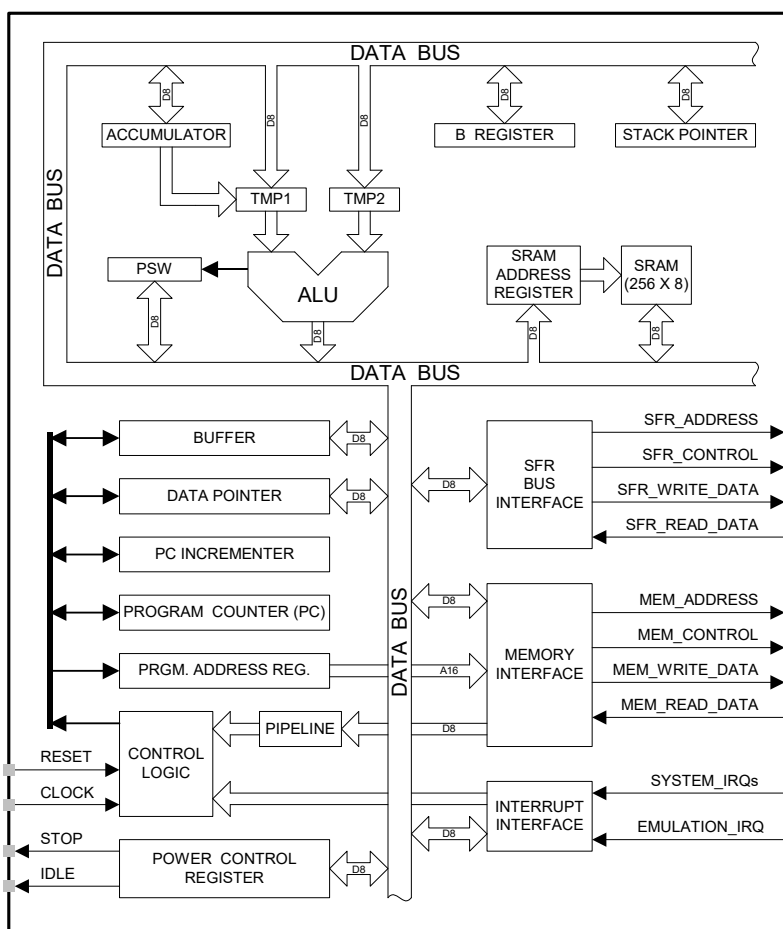 DATA BUS
D8
D8
D8
D8
D8
ACCUMULATOR
B REGISTER
STACK POINTER
DATA BUS
TMP1
TMP2
PSW
ALU
SRAM
ADDRESS
REGISTER
SRAM
(256 X 8)
D8
D8
D8
D8
DATA BUS
BUFFER
D8
DATA POINTER
D8
PC INCREMENTER
PROGRAM COUNTER (PC)
PRGM. ADDRESS REG.
A16
DATA BUS
D8
SFR
BUS
INTERFACE
SFR_ADDRESS
SFR_CONTROL
SFR_WRITE_DATA
SFR_READ_DATA
D8
MEMORY
INTERFACE
MEM_ADDRESS
MEM_CONTROL
MEM_WRITE_DATA
MEM_READ_DATA
PIPELINE
D8
CONTROL
LOGIC
RESET
CLOCK
STOP
IDLE
POWER CONTROL
REGISTER
D8
D8
INTERRUPT
INTERFACE
SYSTEM_IRQs
EMULATION_IRQ